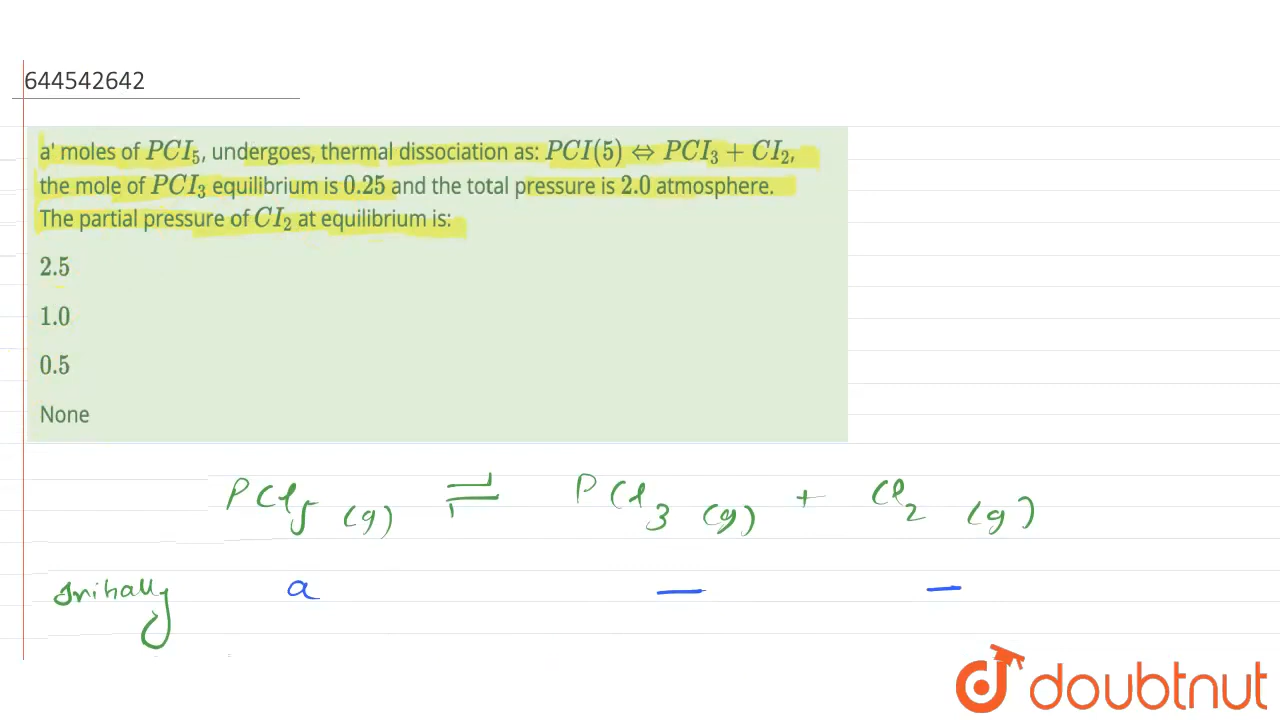 644542642
a' moles of PCI₅, undergoes, thermal dissociation as: PCI(5) ⇔ PCI₃ + CI₂,
the mole of PCI₃ equilibrium is 0.25 and the total pressure is 2.0 atmosphere.
The partial pressure of CI₂ at equilibrium is:
2.5
1.0
0.5
None
PCl₅ (g) ⇌ PCl₃ (g) + Cl₂ (g)
Initially a — —
doubtnut